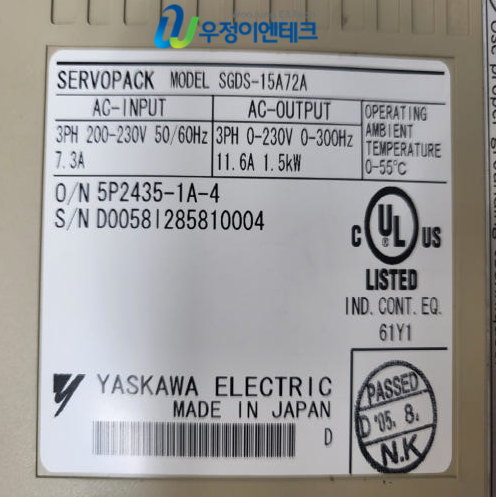 우정이엔테크
SERVOPACK MODEL SGDS-15A72A
AC-INPUT AC-OUTPUT OPERATING
AMBIENT
TEMPERATURE
0-55℃
3PH 200-230V 50/60Hz 3PH 0-230V 0-300Hz
7.3A 11.6A 1.5kW
O/N 5P2435-1A-4
S/N D0058I285810004
C UL US
LISTED
IND. CONT. EQ.
61Y1
YASKAWA ELECTRIC
MADE IN JAPAN
D
PASSED
D '05. 8.
N.K